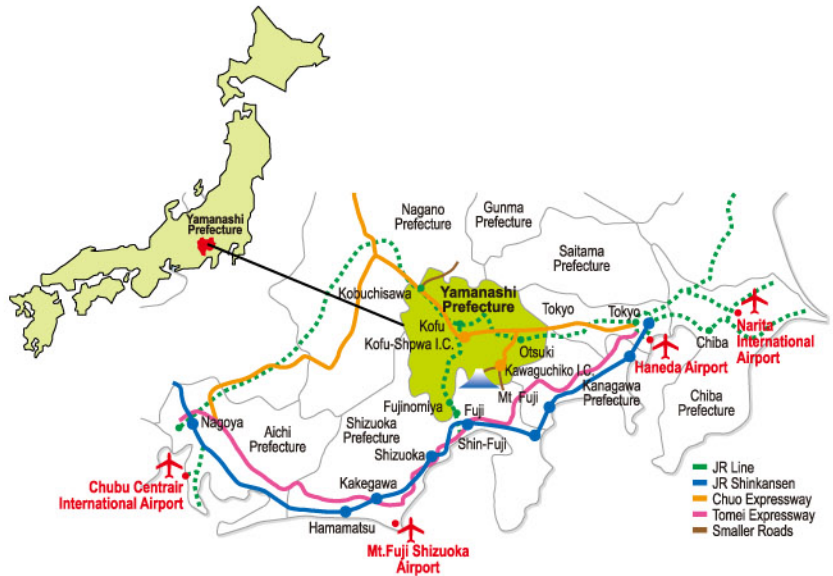 Yamanashi
Prefecture
Nagano
Prefecture
Gunma
Prefecture
Saitama
Prefecture
Kobuchisawa
Yamanashi
Prefecture
Tokyo
Tokyo
Narita
International
Airport
Kofu
Kofu-Shpwa I.C.
Otsuki
Chiba
Haneda Airport
Kawaguchiko I.C.
Mt Fuji
Kanagawa
Prefecture
Chiba
Prefecture
Fujinomiya
Fuji
Nagoya
Aichi
Prefecture
Shizuoka
Prefecture
Shin-Fuji
Shizuoka
Chubu Centrair
International Airport
Kakegawa
Hamamatsu
Mt.Fuji Shizuoka
Airport
JR Line
JR Shinkansen
Chuo Expressway
Tomei Expressway
Smaller Roads